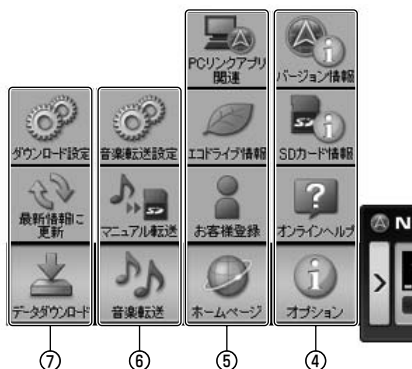 PCリンクアプリ
関連
バージョン情報
ダウンロード設定
音楽転送設定
エコドライブ情報
SDカード情報
最新情報に
更新
マニュアル転送
お客様登録
オンラインヘルプ
データダウンロード
音楽転送
ホームページ
オプション
N
⑦
⑥
⑤
④